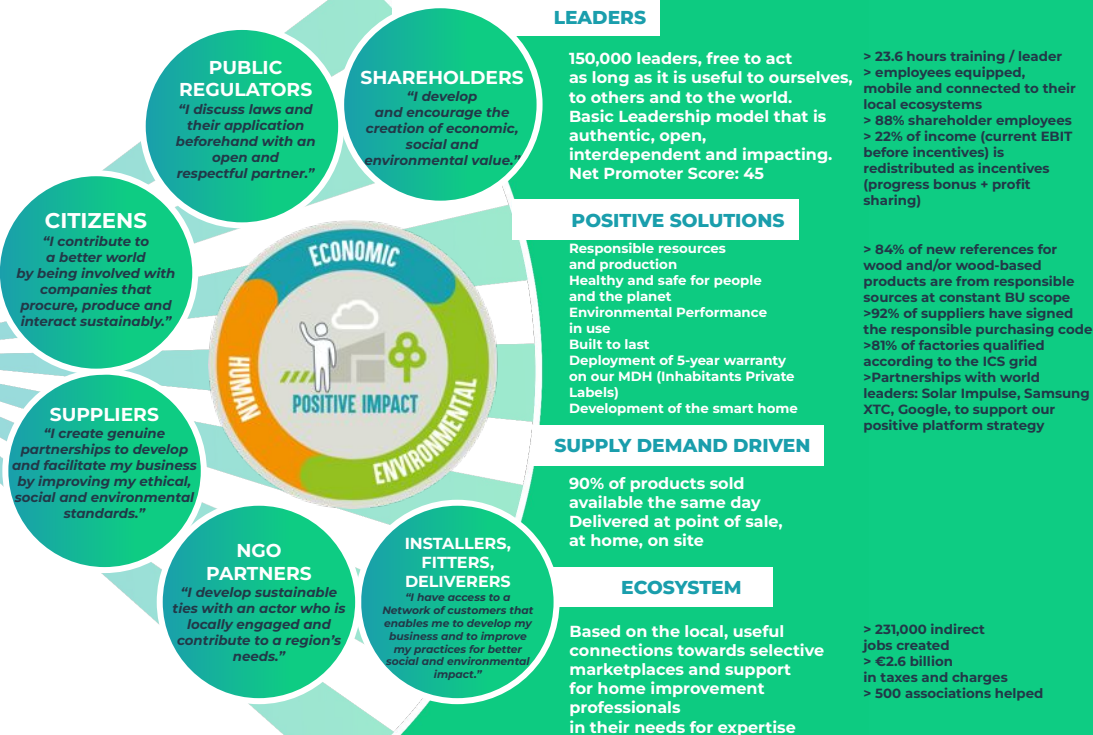 PUBLIC
REGULATORS
“I discuss laws and
their application
beforehand with an
open and
respectful partner.”
SHAREHOLDERS
“I develop
and encourage the
creation of economic,
social and
environmental value.”
CITIZENS
“I contribute to
a better world
by being involved with
companies that
procure, produce and
interact sustainably.”
SUPPLIERS
“I create genuine
partnerships to develop
and facilitate my business
by improving my ethical,
social and environmental
standards.”
NGO
PARTNERS
“I develop sustainable
ties with an actor who is
locally engaged and
contribute to a region’s
needs.”
INSTALLERS,
FITTERS,
DELIVERERS
“I have access to a
Network of customers that
enables me to develop my
business and to improve
my practices for better
social and environmental
impact.”
ECONOMIC
HUMAN
ENVIRONMENTAL
POSITIVE IMPACT
LEADERS
150,000 leaders, free to act
as long as it is useful to ourselves,
to others and to the world.
Basic Leadership model that is
authentic, open,
interdependent and impacting.
Net Promoter Score: 45
> 23.6 hours training / leader
> employees equipped,
mobile and connected to their
local ecosystems
> 88% shareholder employees
> 22% of income (current EBIT
before incentives) is
redistributed as incentives
(progress bonus + profit
sharing)
POSITIVE SOLUTIONS
Responsible resources
and production
Healthy and safe for people
and the planet
Environmental Performance
in use
Built to last
Deployment of 5-year warranty
on our MDH (Inhabitants Private
Labels)
Development of the smart home
> 84% of new references for
wood and/or wood-based
products are from responsible
sources at constant BU scope
>92% of suppliers have signed
the responsible purchasing code
>81% of factories qualified
according to the ICS grid
>Partnerships with world
leaders: Solar Impulse, Samsung
XTC, Google, to support our
positive platform strategy
SUPPLY DEMAND DRIVEN
90% of products sold
available the same day
Delivered at point of sale,
at home, on site
ECOSYSTEM
Based on the local, useful
connections towards selective
marketplaces and support
for home improvement
professionals
in their needs for expertise
> 231,000 indirect
jobs created
> €2.6 billion
in taxes and charges
> 500 associations helped